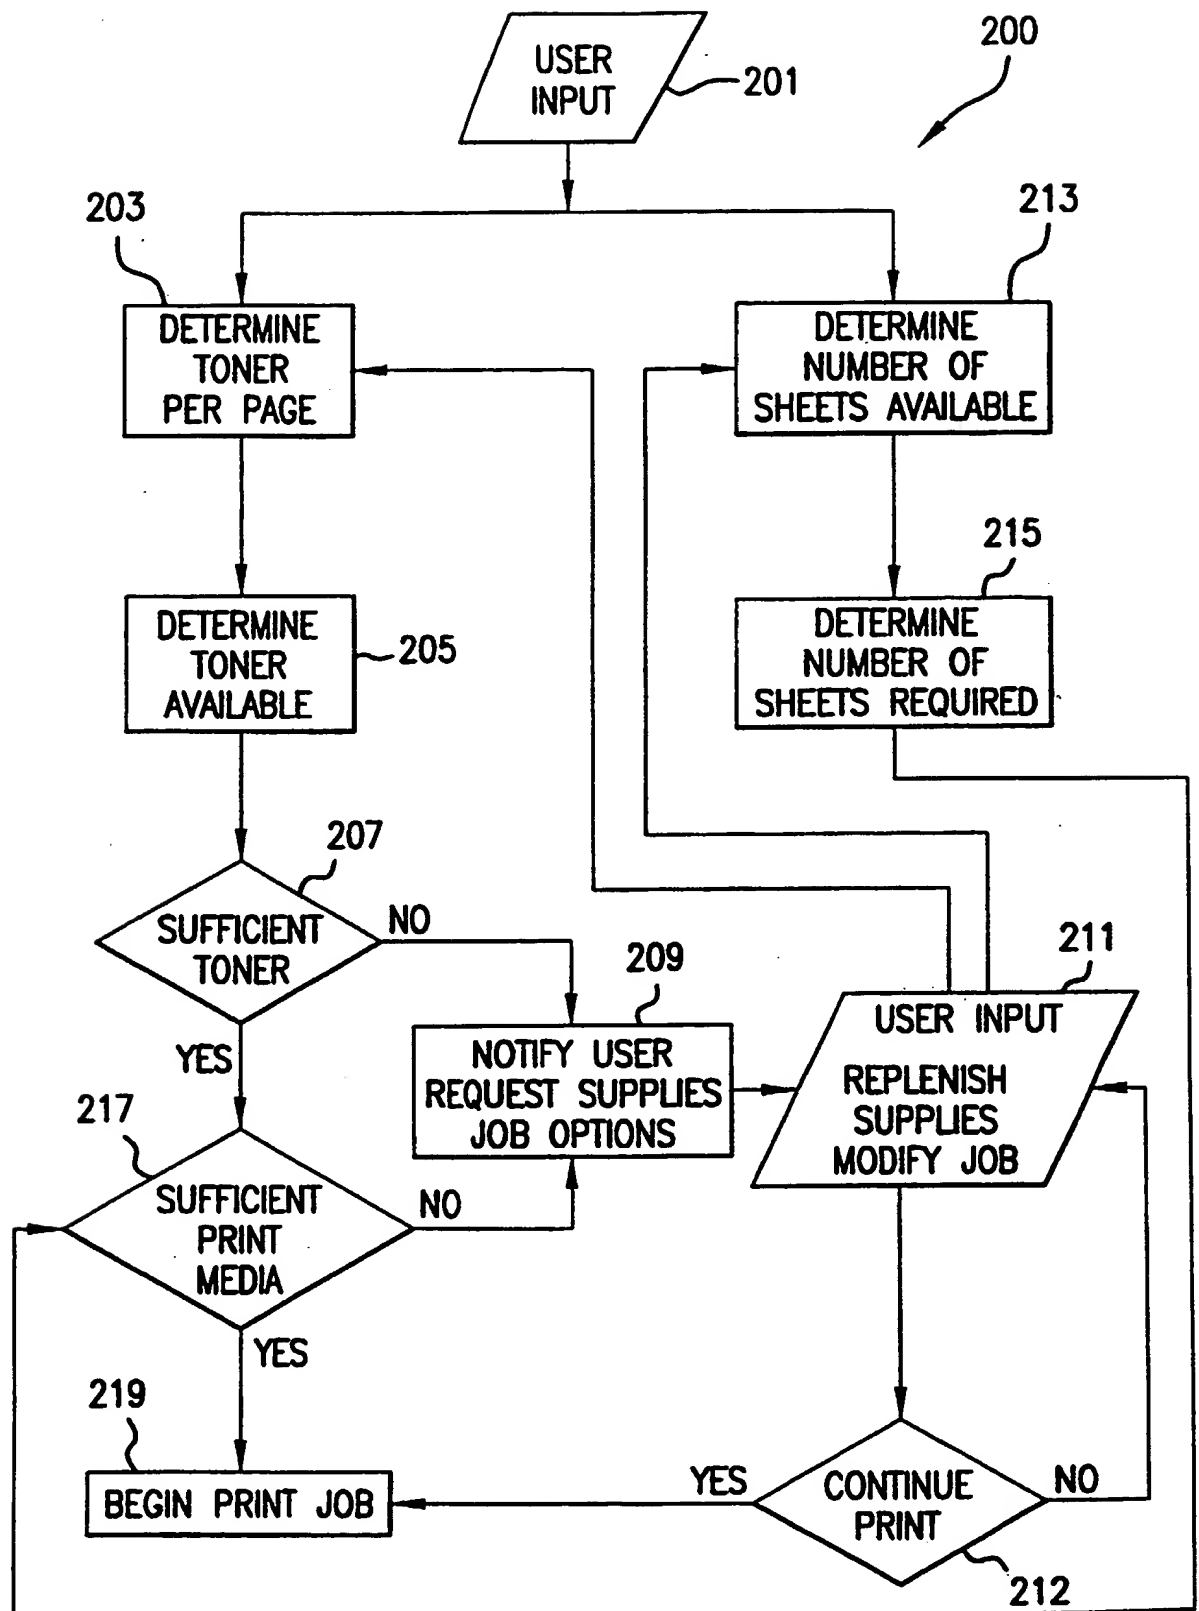 USER
INPUT
201
200
203
213
DETERMINE
TONER
PER PAGE
DETERMINE
NUMBER OF
SHEETS AVAILABLE
215
DETERMINE
TONER
AVAILABLE
205
DETERMINE
NUMBER OF
SHEETS REQUIRED
207
SUFFICIENT
TONER
NO
YES
209
NOTIFY USER
REQUEST SUPPLIES
JOB OPTIONS
211
USER INPUT
REPLENISH
SUPPLIES
MODIFY JOB
217
SUFFICIENT
PRINT
MEDIA
NO
YES
219
BEGIN PRINT JOB
YES
CONTINUE
PRINT
NO
212